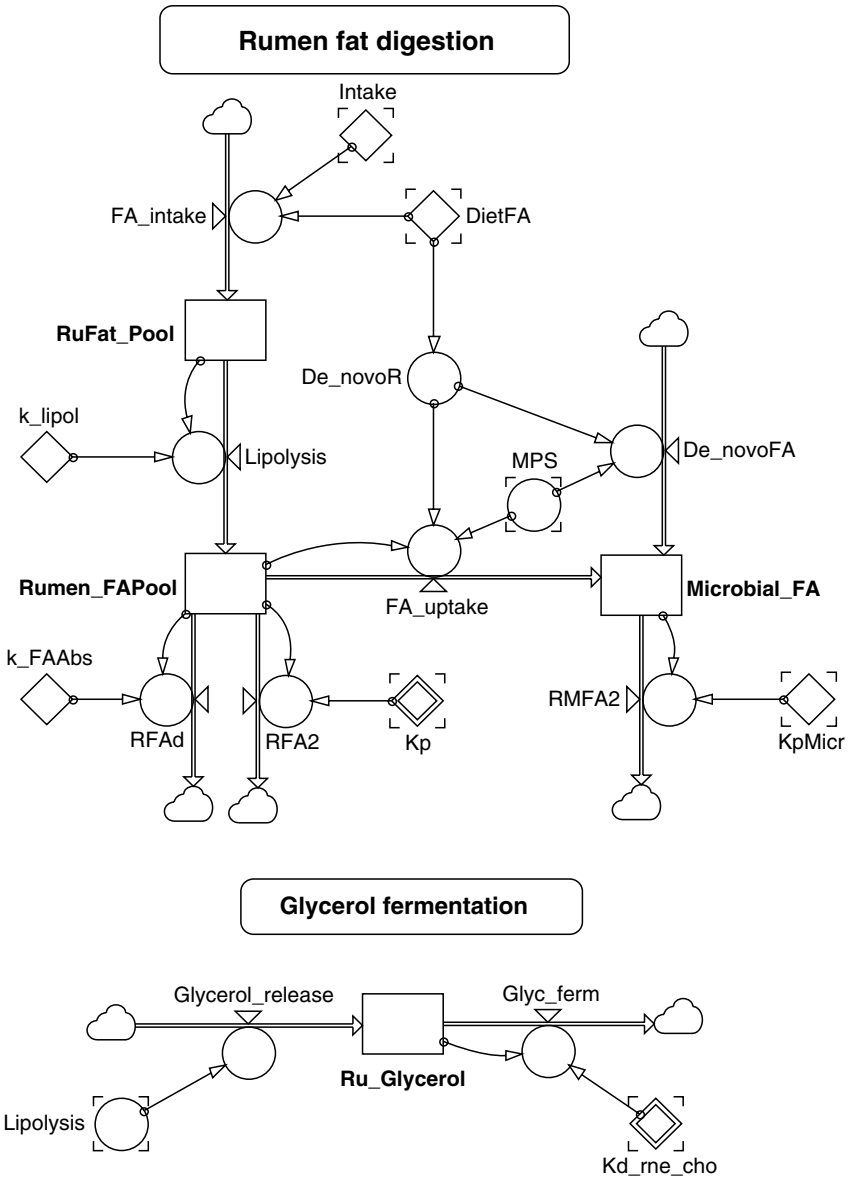 Rumen fat digestion
Intake
FA_intake
DietFA
RuFat_Pool
De_novoR
k_lipol
Lipolysis
MPS
De_novoFA
Rumen_FAPool
FA_uptake
Microbial_FA
k_FAAbs
RFAd
RFA2
Kp
RMFA2
KpMicr
Glycerol fermentation
Glycerol_release
Glyc_ferm
Ru_Glycerol
Lipolysis
Kd_rne_cho